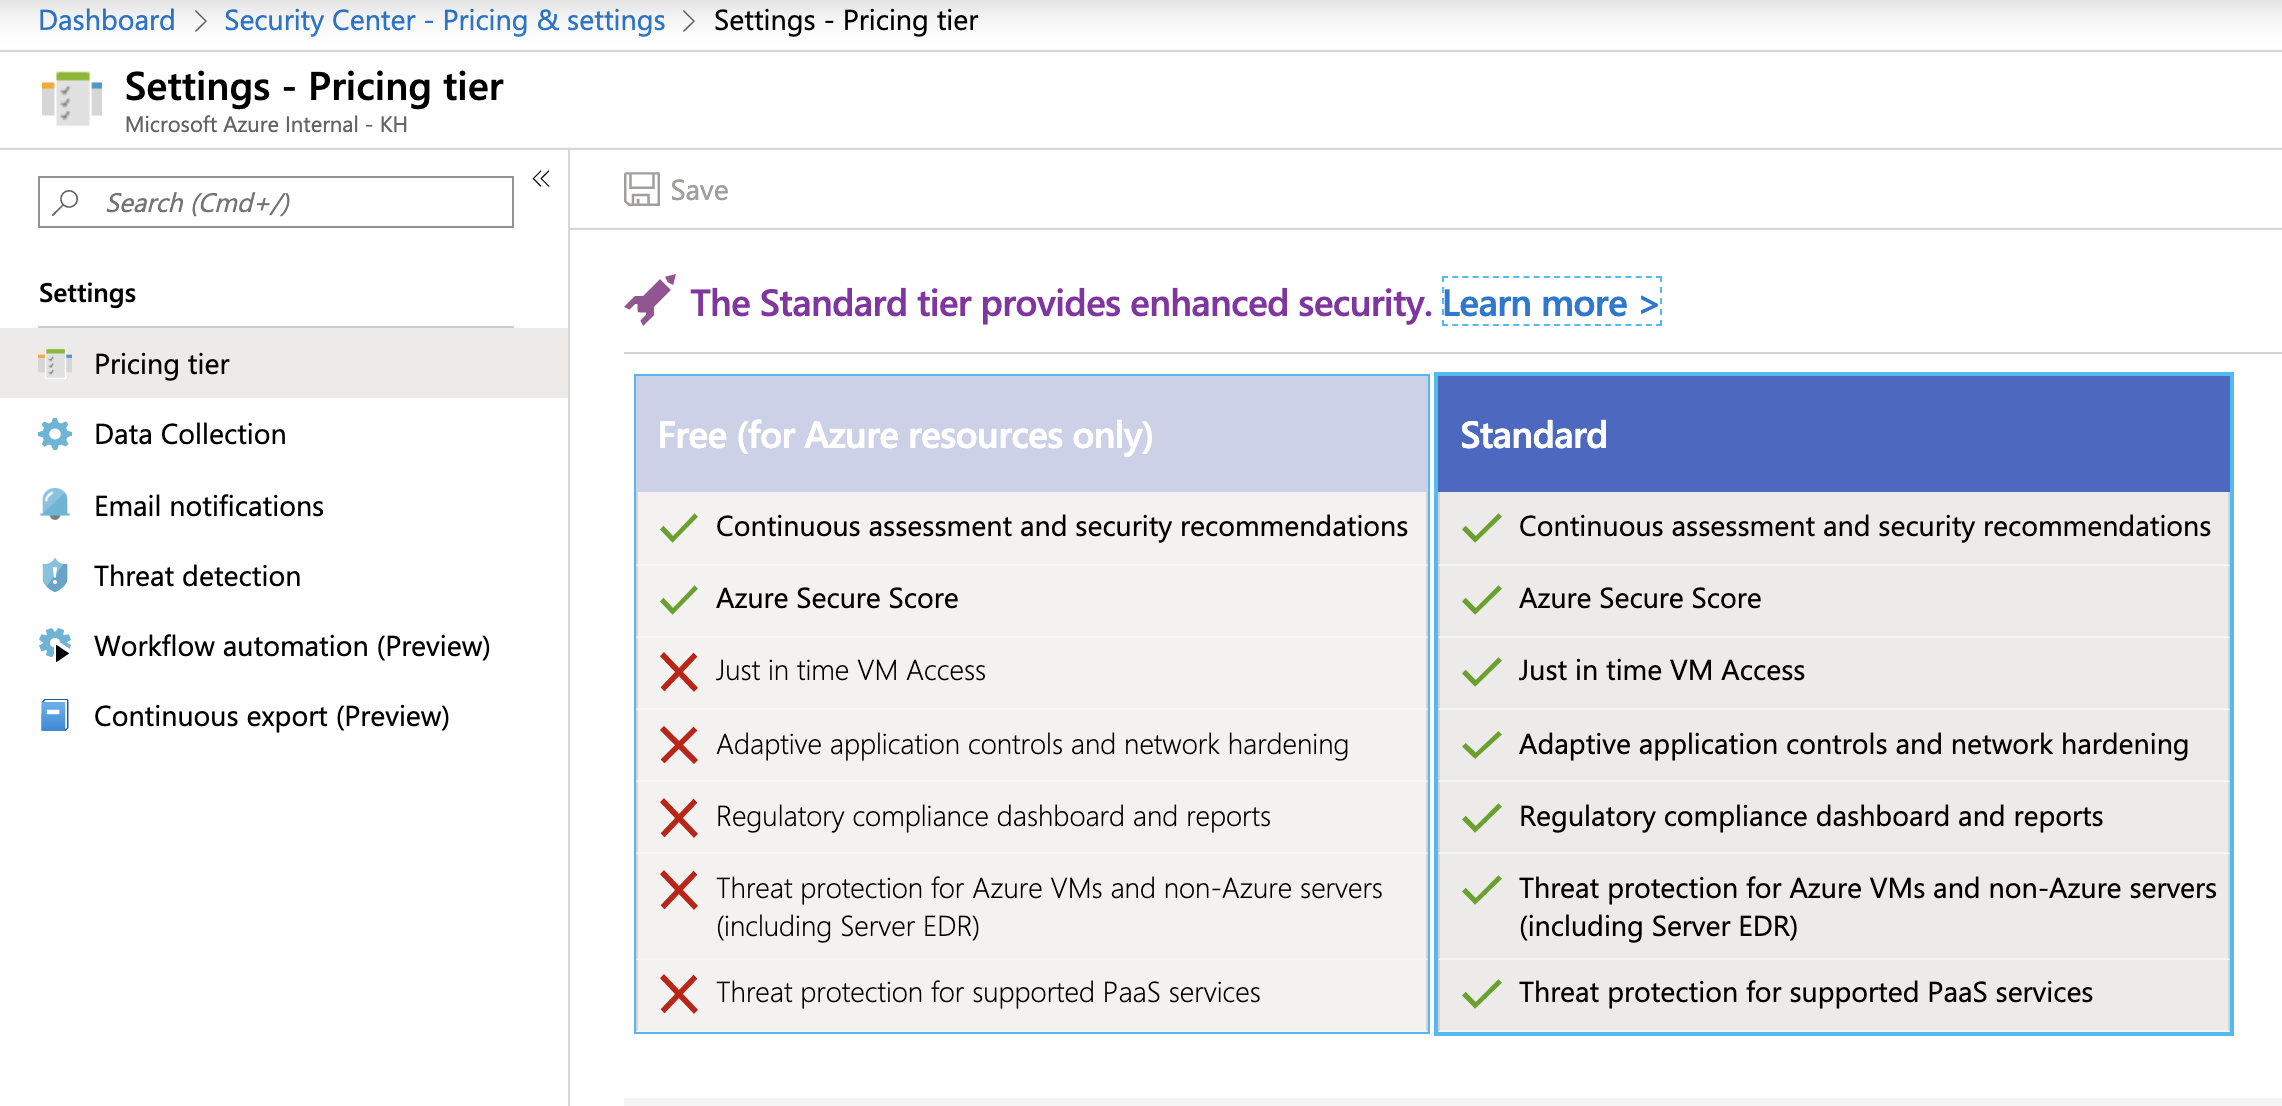 Dashboard > Security Center - Pricing & settings > Settings - Pricing tier
Settings - Pricing tier
Microsoft Azure Internal - KH
Search (Cmd+/)
«
Settings
Pricing tier
Data Collection
Email notifications
Threat detection
Workflow automation (Preview)
Continuous export (Preview)
Save
The Standard tier provides enhanced security. Learn more >
Free (for Azure resources only)
Continuous assessment and security recommendations
Azure Secure Score
Just in time VM Access
Adaptive application controls and network hardening
Regulatory compliance dashboard and reports
Threat protection for Azure VMs and non-Azure servers
(including Server EDR)
Threat protection for supported PaaS services
Standard
Continuous assessment and security recommendations
Azure Secure Score
Just in time VM Access
Adaptive application controls and network hardening
Regulatory compliance dashboard and reports
Threat protection for Azure VMs and non-Azure servers
(including Server EDR)
Threat protection for supported PaaS services